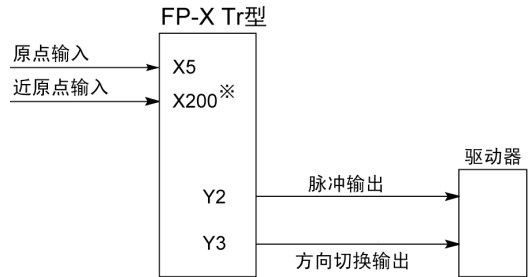 FP-X Tr型
原点输入
X5
近原点输入
X200※
驱动器
Y2
脉冲输出
Y3
方向切换输出